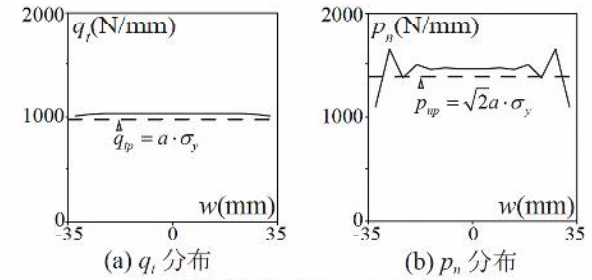 2000
q_t(N/mm)
1000
q_tp = a·σ_y
0
-35
0
35
w(mm)
(a) q_t 分布
2000
p_n(N/mm)
1000
p_np = √2a·σ_y
0
-35
0
35
w(mm)
(b) p_n 分布